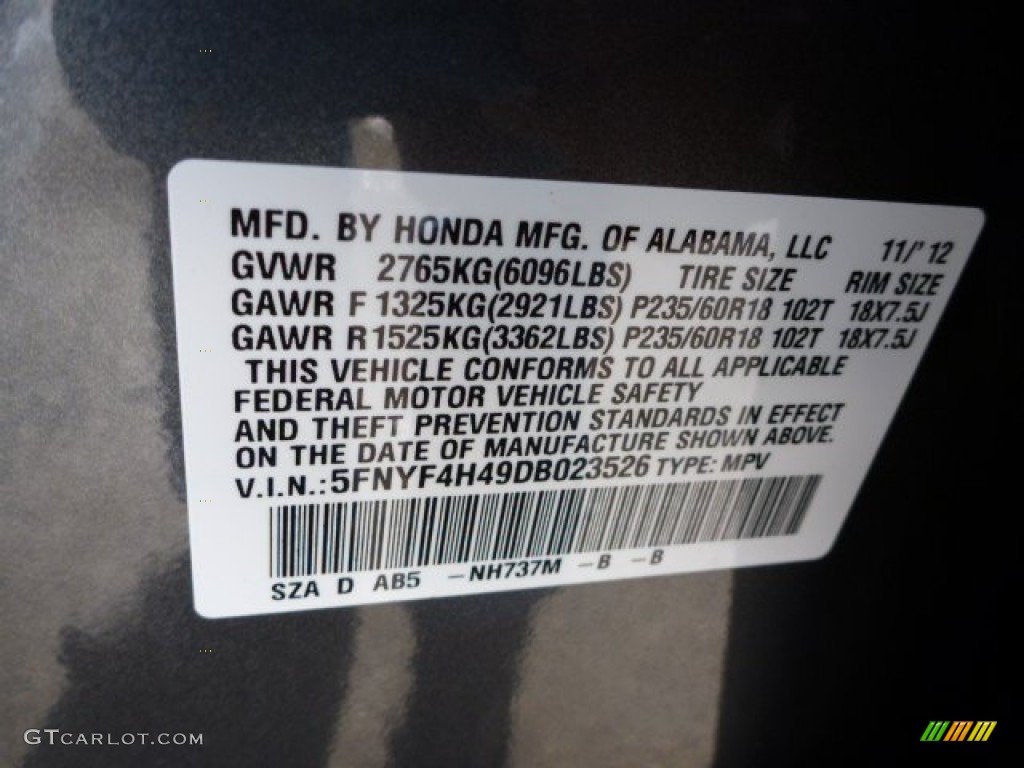 MFD. BY HONDA MFG. OF ALABAMA, LLC 11/'12
GVWR 2765KG(6096LBS) TIRE SIZE RIM SIZE
GAWR F 1325KG(2921LBS) P235/60R18 102T 18X7.5J
GAWR R 1525KG(3362LBS) P235/60R18 102T 18X7.5J
THIS VEHICLE CONFORMS TO ALL APPLICABLE
FEDERAL MOTOR VEHICLE SAFETY
AND THEFT PREVENTION STANDARDS IN EFFECT
ON THE DATE OF MANUFACTURE SHOWN ABOVE.
V.I.N.:5FNYF4H49DB023526 TYPE: MPV
SZA D AB5 -NH737M -B -B
GTCARLOT.COM